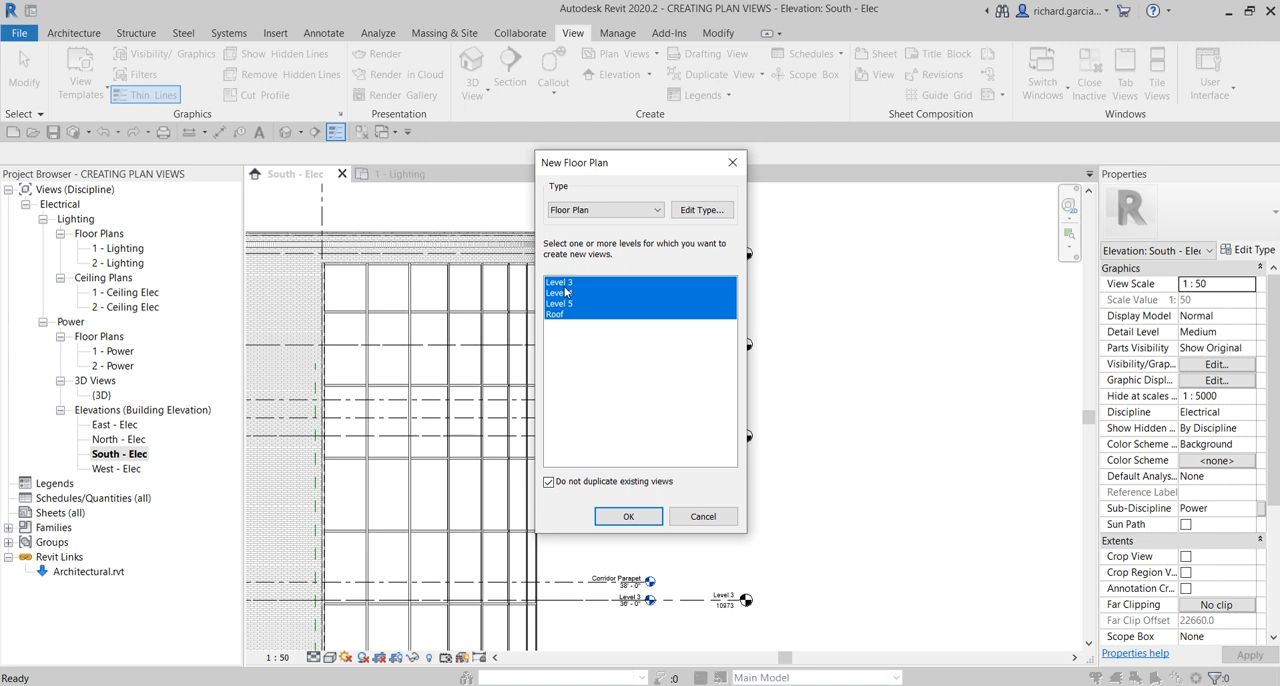 Autodesk Revit 2020.2 - CREATING PLAN VIEWS - Elevation: South - Elec
richard.garcia...
File Architecture Structure Steel Systems Insert Annotate Analyze Massing & Site Collaborate View Manage Add-Ins Modify
Modify
View Templates
Visibility/ Graphics
Filters
Thin Lines
Show Hidden Lines
Remove Hidden Lines
Cut Profile
Render
Render in Cloud
Render Gallery
3D View
Section
Callout
Plan Views
Elevation
Drafting View
Duplicate View
Legends
Schedules
Scope Box
Sheet
View
Title Block
Revisions
Guide Grid
Switch Windows
Close Inactive
Tab Views
Tile Views
User Interface
Select Graphics Presentation Create Sheet Composition Windows
Project Browser - CREATING PLAN VIEWS
Views (Discipline)
Electrical
Lighting
Floor Plans
1 - Lighting
2 - Lighting
Ceiling Plans
1 - Ceiling Elec
2 - Ceiling Elec
Power
Floor Plans
1 - Power
2 - Power
3D Views
{3D}
Elevations (Building Elevation)
East - Elec
North - Elec
South - Elec
West - Elec
Legends
Schedules/Quantities (all)
Sheets (all)
Families
Groups
Revit Links
Architectural.rvt
South - Elec
1 - Lighting
New Floor Plan
Type
Floor Plan
Edit Type...
Select one or more levels for which you want to
create new views.
Level 3
Level
Level 5
Roof
Do not duplicate existing views
OK
Cancel
Corridor Parapet
38' - 0"
Level 3
36' - 0"
Level 3
10973
Properties
Elevation: South - Elec
Edit Type
Graphics
View Scale 1 : 50
Scale Value 1: 50
Display Model Normal
Detail Level Medium
Parts Visibility Show Original
Visibility/Grap... Edit...
Graphic Displ... Edit...
Hide at scales ... 1 : 5000
Discipline Electrical
Show Hidden ... By Discipline
Color Scheme ... Background
Color Scheme <none>
Default Analys... None
Reference Label
Sub-Discipline Power
Sun Path
Extents
Crop View
Crop Region V...
Annotation Cr...
Far Clipping No clip
Far Clip Offset 22660.0
Scope Box None
Properties help
Apply
1 : 50
Ready
:0
Main Model
:0